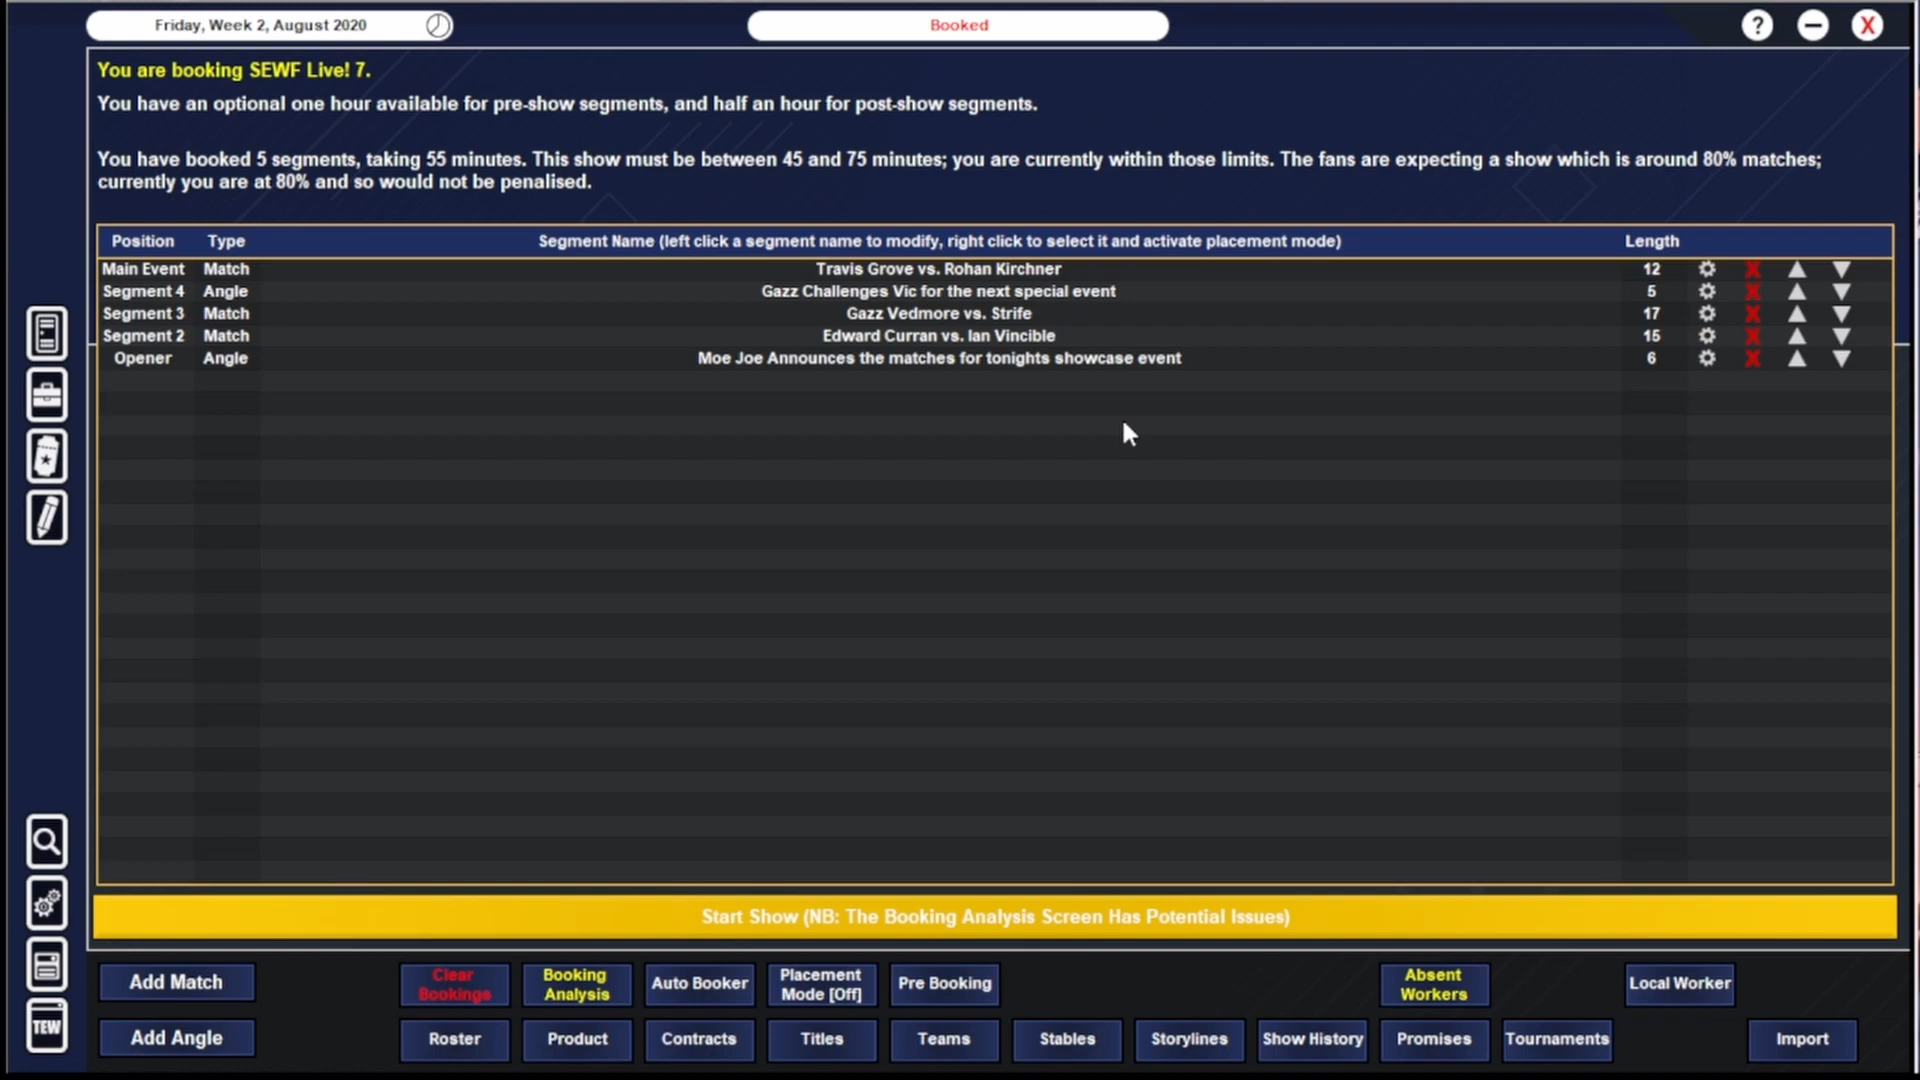 Friday, Week 2, August 2020
Booked
?
X
You are booking SEWF Live! 7.
You have an optional one hour available for pre-show segments, and half an hour for post-show segments.
You have booked 5 segments, taking 55 minutes. This show must be between 45 and 75 minutes; you are currently within those limits. The fans are expecting a show which is around 80% matches;
currently you are at 80% and so would not be penalised.
Position Type Segment Name (left click a segment name to modify, right click to select it and activate placement mode) Length
Main Event Match Travis Grove vs. Rohan Kirchner 12 X
Segment 4 Angle Gazz Challenges Vic for the next special event 5 X
Segment 3 Match Gazz Vedmore vs. Strife 17 X
Segment 2 Match Edward Curran vs. Ian Vincible 15 X
Opener Angle Moe Joe Announces the matches for tonights showcase event 6 X
Start Show (NB: The Booking Analysis Screen Has Potential Issues)
Add Match
Clear
Bookings
Booking
Analysis
Auto Booker
Placement
Mode [Off]
Pre Booking
Absent
Workers
Local Worker
TEW
Add Angle
Roster
Product
Contracts
Titles
Teams
Stables
Storylines
Show History
Promises
Tournaments
Import